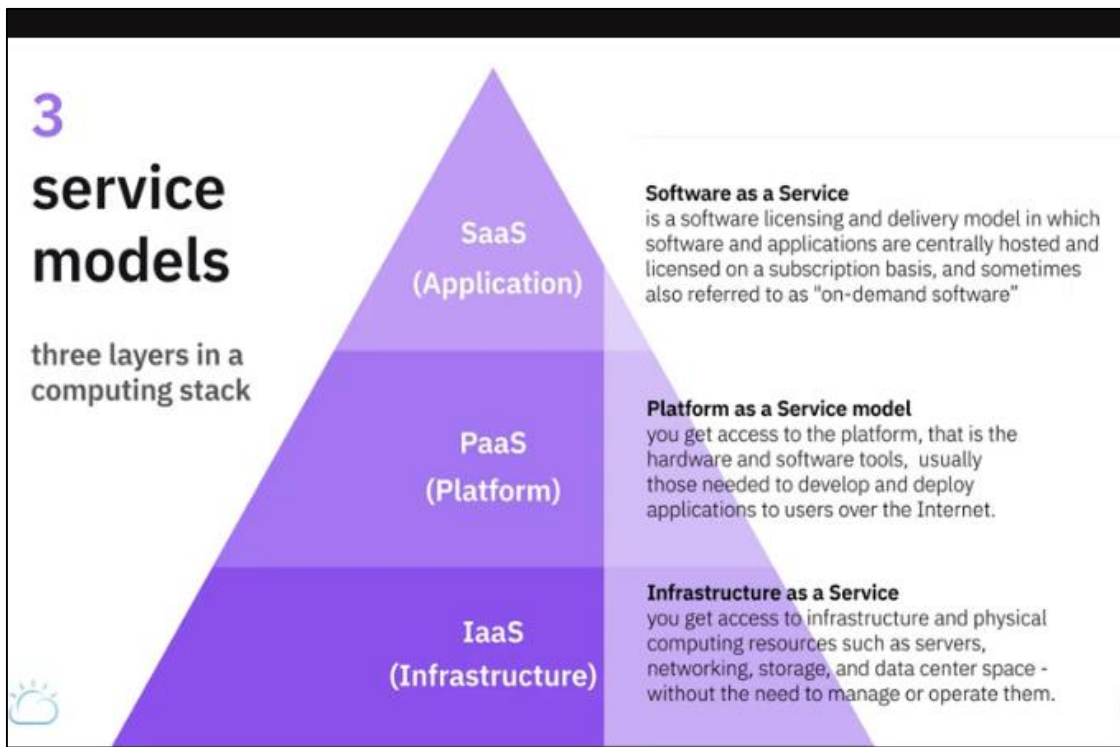 3
service
models
three layers in a
computing stack
SaaS
(Application)
Software as a Service
is a software licensing and delivery model in which
software and applications are centrally hosted and
licensed on a subscription basis, and sometimes
also referred to as "on-demand software”
PaaS
(Platform)
Platform as a Service model
you get access to the platform, that is the
hardware and software tools, usually
those needed to develop and deploy
applications to users over the Internet.
IaaS
(Infrastructure)
Infrastructure as a Service
you get access to infrastructure and physical
computing resources such as servers,
networking, storage, and data center space -
without the need to manage or operate them.